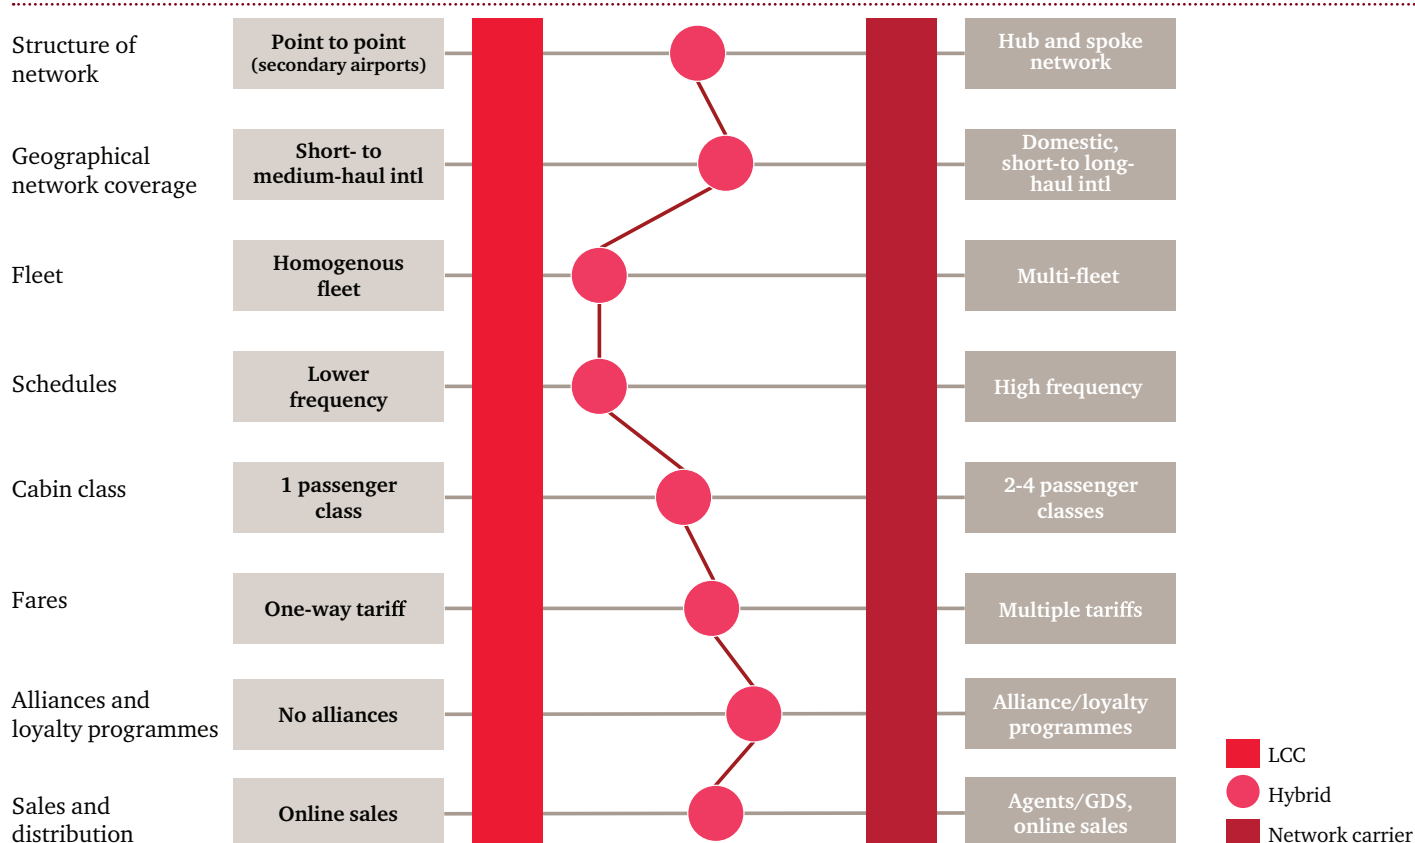 Structure of
network
Point to point
(secondary airports)
Hub and spoke
network
Geographical
network coverage
Short- to
medium-haul intl
Domestic,
short-to long-
haul intl
Fleet
Homogenous
fleet
Multi-fleet
Schedules
Lower
frequency
High frequency
Cabin class
1 passenger
class
2-4 passenger
classes
Fares
One-way tariff
Multiple tariffs
Alliances and
loyalty programmes
No alliances
Alliance/loyalty
programmes
Sales and
distribution
Online sales
Agents/GDS,
online sales
LCC
Hybrid
Network carrier